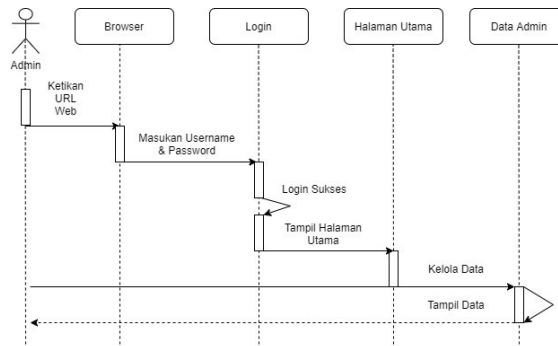 Browser
Login
Halaman Utama
Data Admin
Admin
Ketikan
URL
Web
Masukan Username
& Password
Login Sukses
Tampil Halaman
Utama
Kelola Data
Tampil Data